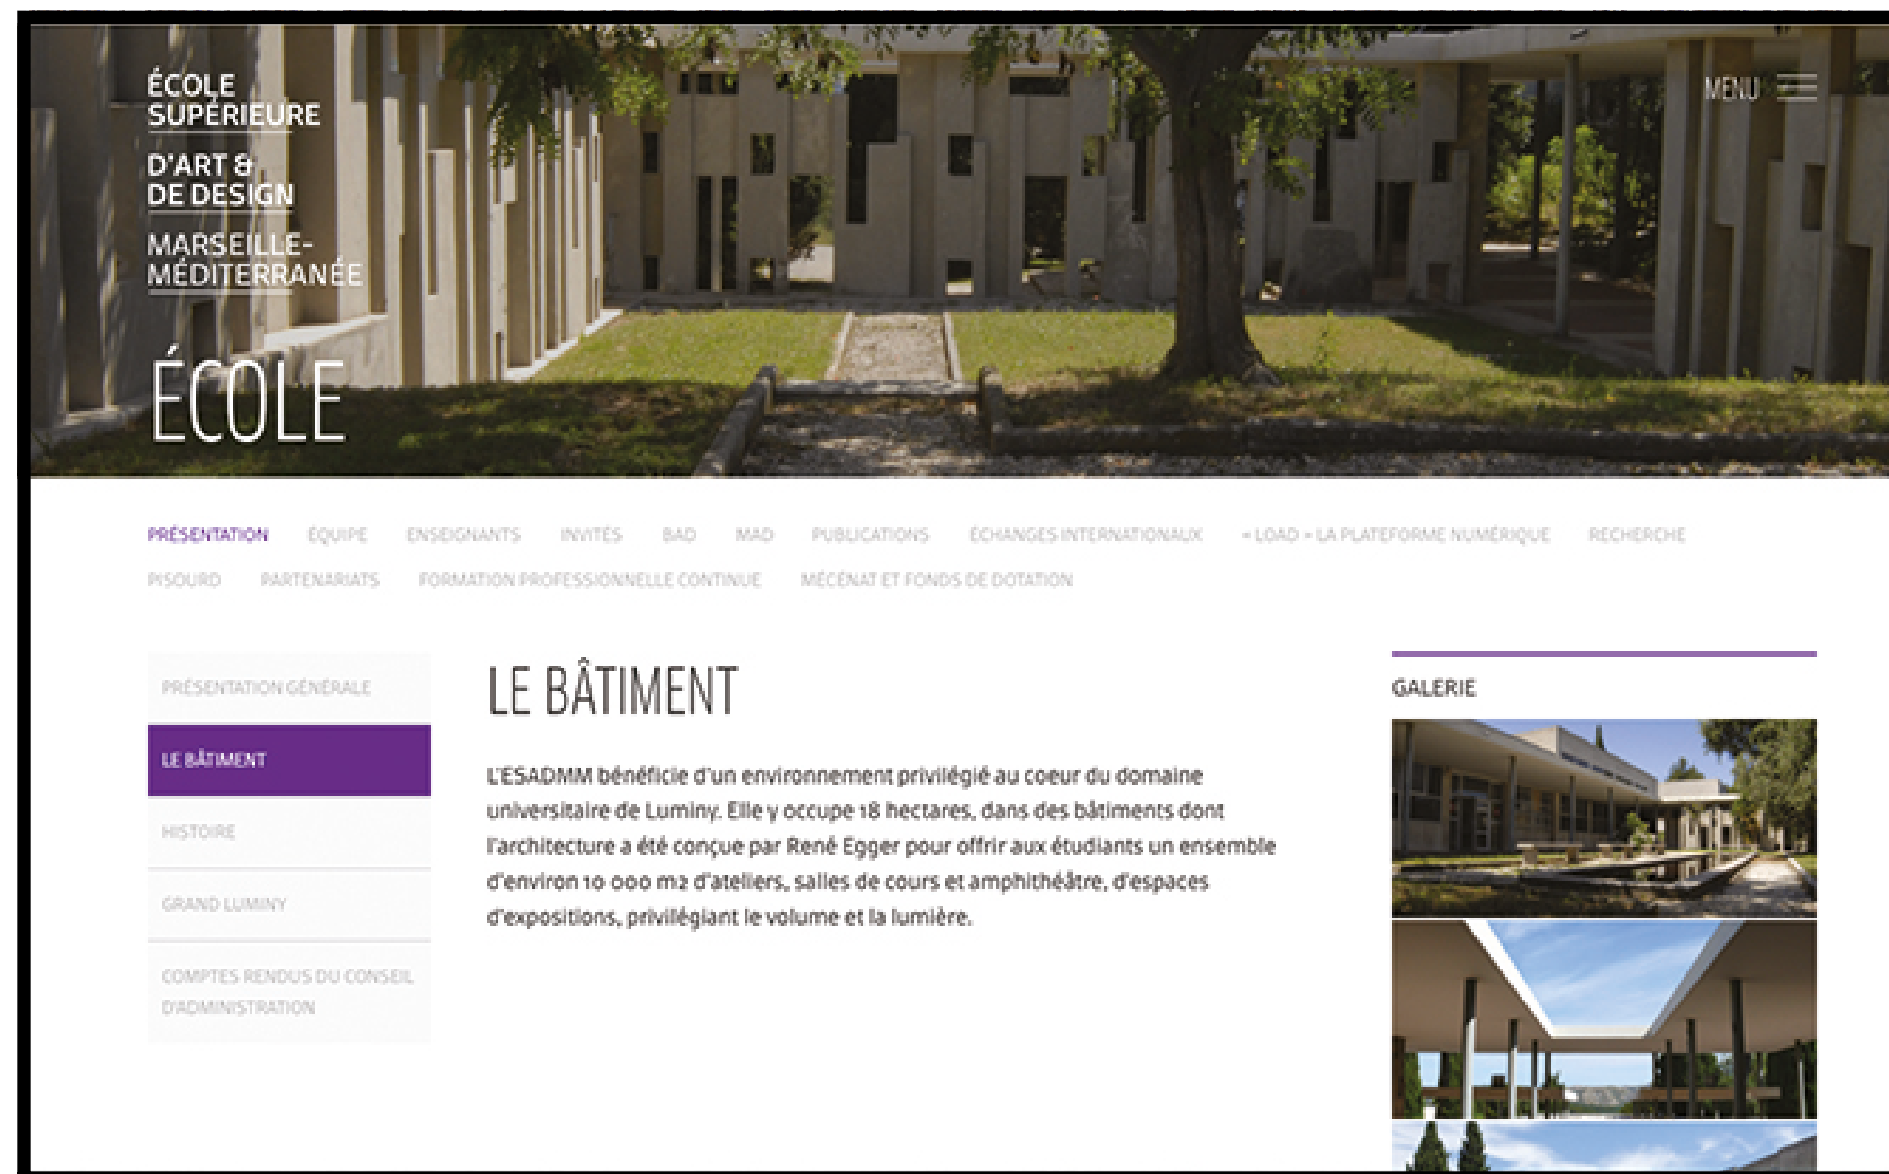 ÉCOLE
SUPÉRIEURE
D'ART &
DE DESIGN
MARSEILLE-
MÉDITERRANÉE
MENU
ÉCOLE
PRÉSENTATION ÉQUIPE ENSEIGNANTS INVITÉS BAD MAD PUBLICATIONS ÉCHANGES INTERNATIONAUX « LOAD » LA PLATEFORME NUMÉRIQUE RECHERCHE
PISOURD PARTENARIATS FORMATION PROFESSIONNELLE CONTINUE MÉCÉNAT ET FONDS DE DOTATION
PRÉSENTATION GÉNÉRALE
LE BÂTIMENT
HISTOIRE
GRAND LUMINY
COMPTES RENDUS DU CONSEIL
D'ADMINISTRATION
LE BÂTIMENT
L'ESADMM bénéficie d'un environnement privilégié au coeur du domaine
universitaire de Luminy. Elle y occupe 18 hectares, dans des bâtiments dont
l'architecture a été conçue par René Egger pour offrir aux étudiants un ensemble
d'environ 10 000 m2 d'ateliers, salles de cours et amphithéâtre, d'espaces
d'expositions, privilégiant le volume et la lumière.
GALERIE